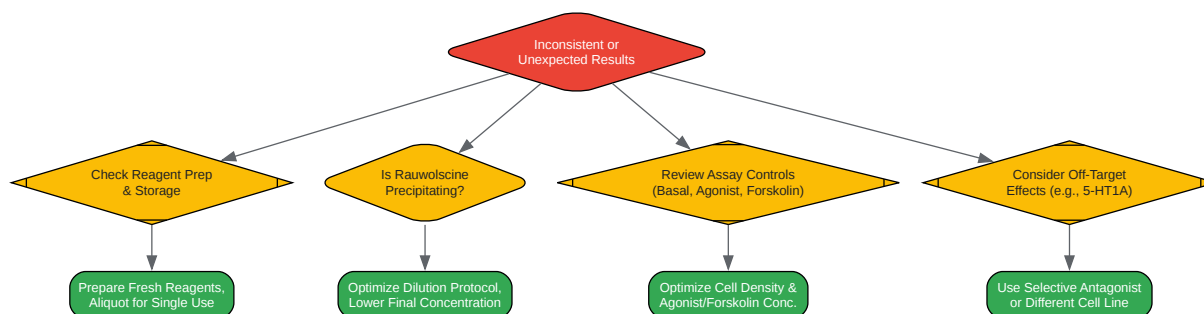 Inconsistent or
Unexpected Results
Check Reagent Prep
& Storage
Is Rauwolscine
Precipitating?
Review Assay Controls
(Basal, Agonist, Forskolin)
Consider Off-Target
Effects (e.g., 5-HT1A)
Prepare Fresh Reagents,
Aliquot for Single Use
Optimize Dilution Protocol,
Lower Final Concentration
Optimize Cell Density &
Agonist/Forskolin Conc.
Use Selective Antagonist
or Different Cell Line